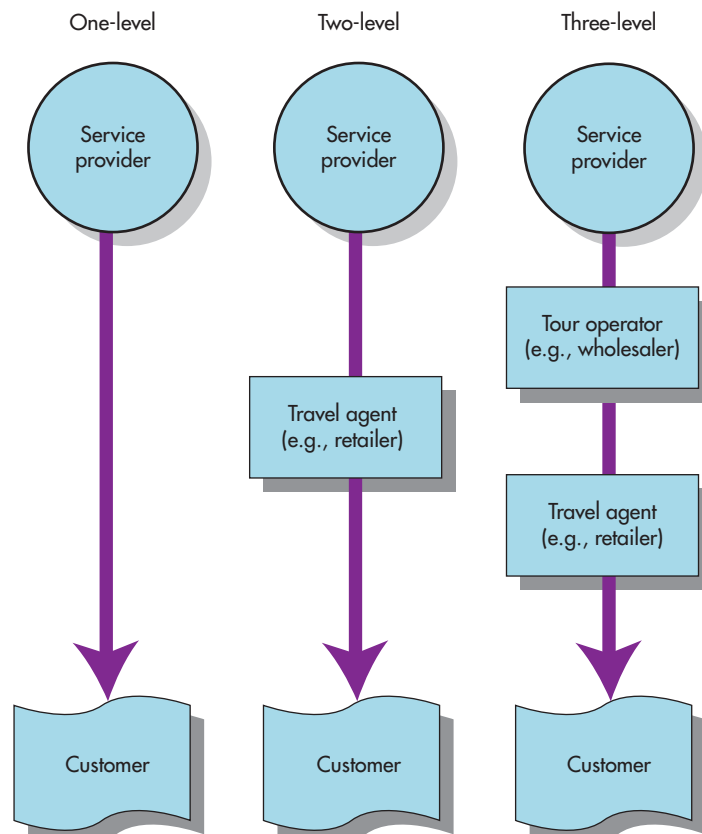 One-level
Two-level
Three-level
Service
provider
Service
provider
Service
provider
Tour operator
(e.g., wholesaler)
Travel agent
(e.g., retailer)
Travel agent
(e.g., retailer)
Customer
Customer
Customer